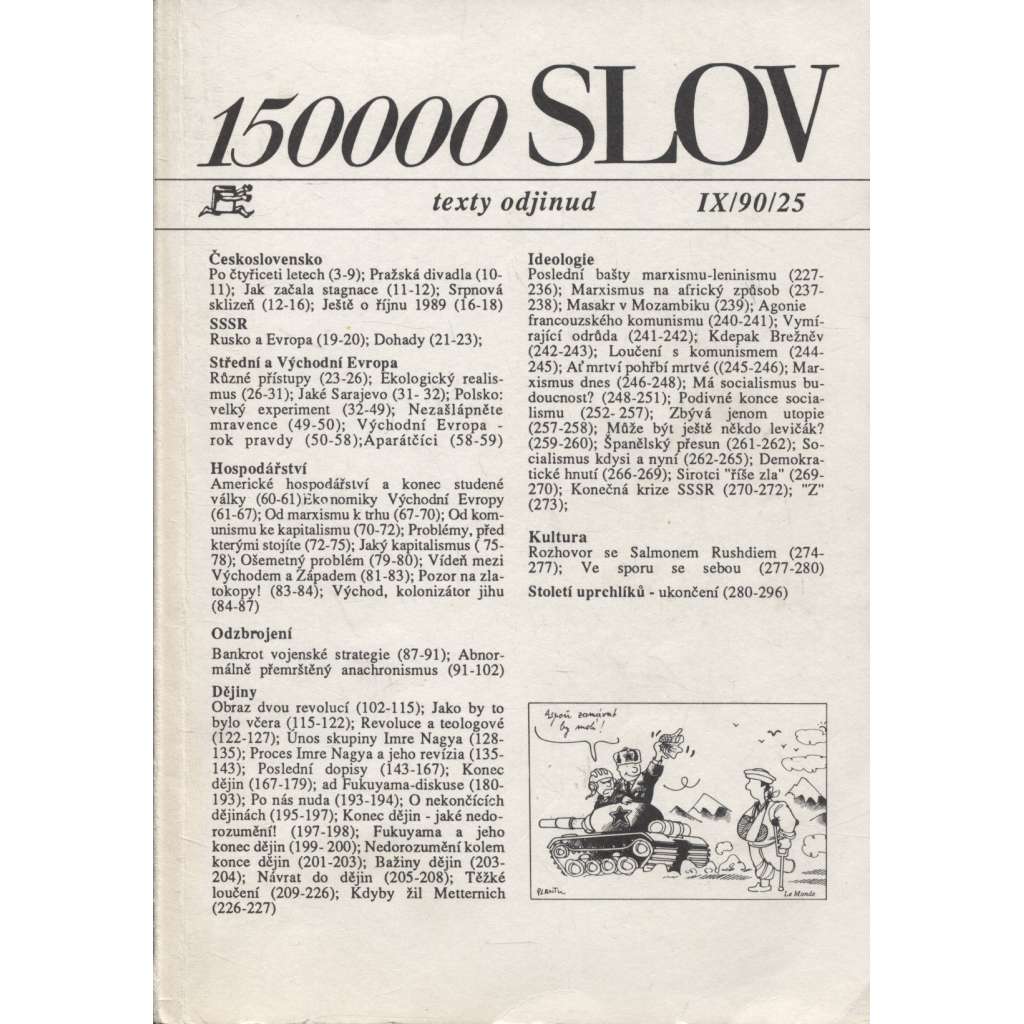 150000 SLOV
texty odjinud IX/90/25
Československo
Po čtyřiceti letech (3-9); Pražská divadla (10-
11); Jak začala stagnace (11-12); Srpnová
sklizeň (12-16); Ještě o říjnu 1989 (16-18)
SSSR
Rusko a Evropa (19-20); Dohady (21-23);
Střední a Východní Evropa
Různé přístupy (23-26); Ekologický realis-
mus (26-31); Jaké Sarajevo (31- 32); Polsko:
velký experiment (32-49); Nezašlápněte
mravence (49-50); Východní Evropa -
rok pravdy (50-58);Aparátčíci (58-59)
Hospodářství
Americké hospodářství a konec studené
války (60-61)Ekonomiky Východní Evropy
(61-67); Od marxismu k trhu (67-70); Od kom-
unismu ke kapitalismu (70-72); Problémy, před
kterými stojíte (72-75); Jaký kapitalismus ( 75-
78); Ošemetný problém (79-80); Vídeň mezi
Východem a Západem (81-83); Pozor na zla-
tokopy! (83-84); Východ, kolonizátor jihu
(84-87)
Odzbrojení
Bankrot vojenské strategie (87-91); Abnor-
málně přemrštěný anachronismus (91-102)
Dějiny
Obraz dvou revolucí (102-115); Jako by to
bylo včera (115-122); Revoluce a teologové
(122-127); Únos skupiny Imre Nagya (128-
135); Proces Imre Nagya a jeho revízia (135-
143); Poslední dopisy (143-167); Konec
dějin (167-179); ad Fukuyama-diskuse (180-
193); Po nás nuda (193-194); O nekončících
dějinách (195-197); Konec dějin - jaké nedo-
rozumění! (197-198); Fukuyama a jeho
konec dějin (199- 200); Nedorozumění kolem
konce dějin (201-203); Bažiny dějin (203-
204); Návrat do dějin (205-208); Těžké
loučení (209-226); Kdyby žil Metternich
(226-227)
Ideologie
Poslední bašty marxismu-leninismu (227-
236); Marxismus na africký způsob (237-
238); Masakr v Mozambiku (239); Agonie
francouzského komunismu (240-241); Vymí-
rající odrůda (241-242); Kdepak Brežněv
(242-243); Loučení s komunismem (244-
245); Ať mrtví pohřbí mrtvé ((245-246); Mar-
xismus dnes (246-248); Má socialismus bu-
doucnost? (248-251); Podivné konce socia-
lismu (252- 257); Zbývá jenom utopie
(257-258); Může být ještě někdo levičák?
(259-260); Španělský přesun (261-262); So-
cialismus kdysi a nyní (262-265); Demokra-
tické hnutí (266-269); Sirotci "říše zla" (269-
270); Konečná krize SSSR (270-272); "Z"
(273);
Kultura
Rozhovor se Salmonem Rushdiem (274-
277); Ve sporu se sebou (277-280)
Století uprchlíků - ukončení (280-296)
Aspoň zamávat
by mohl!
PLANTU
Le Monde